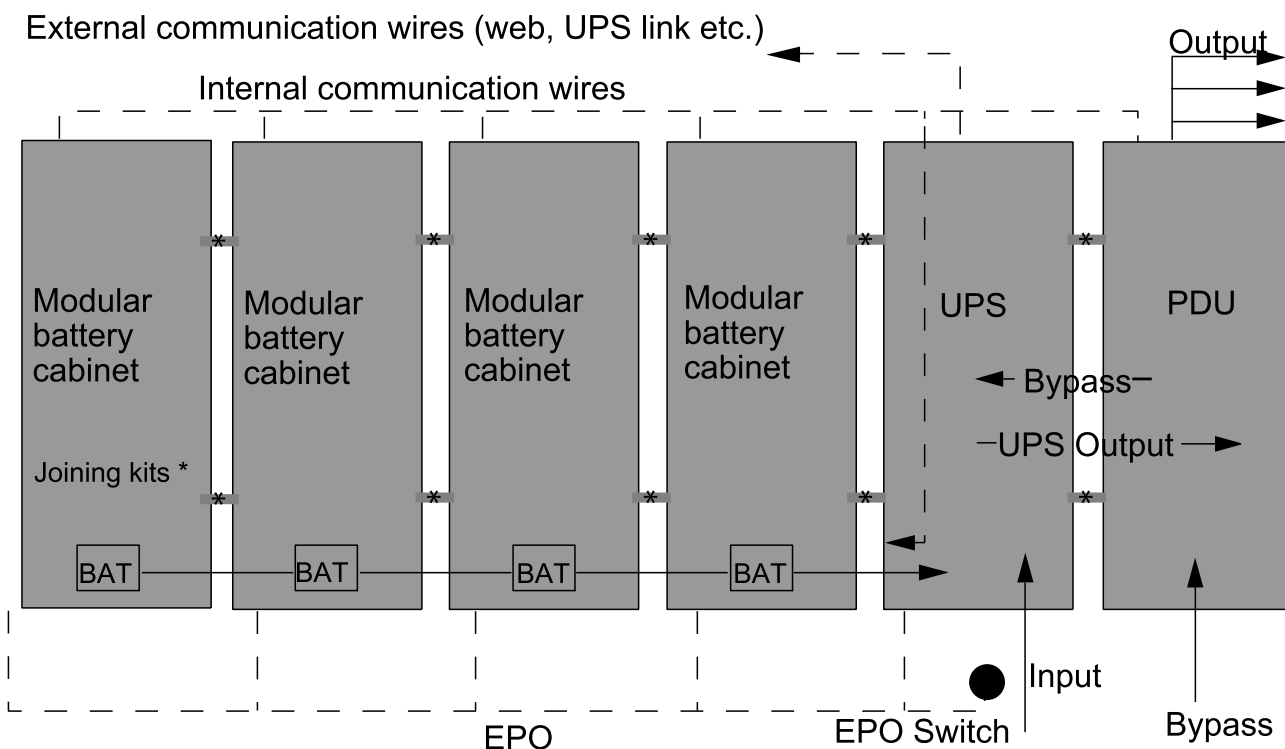 External communication wires (web, UPS link etc.)
Output
Internal communication wires
Modular
battery
cabinet
Modular
battery
cabinet
Modular
battery
cabinet
Modular
battery
cabinet
UPS
PDU
Bypass
UPS Output
Joining kits *
*
*
*
*
*
*
*
*
*
*
BAT
BAT
BAT
BAT
Input
EPO
EPO Switch
Bypass